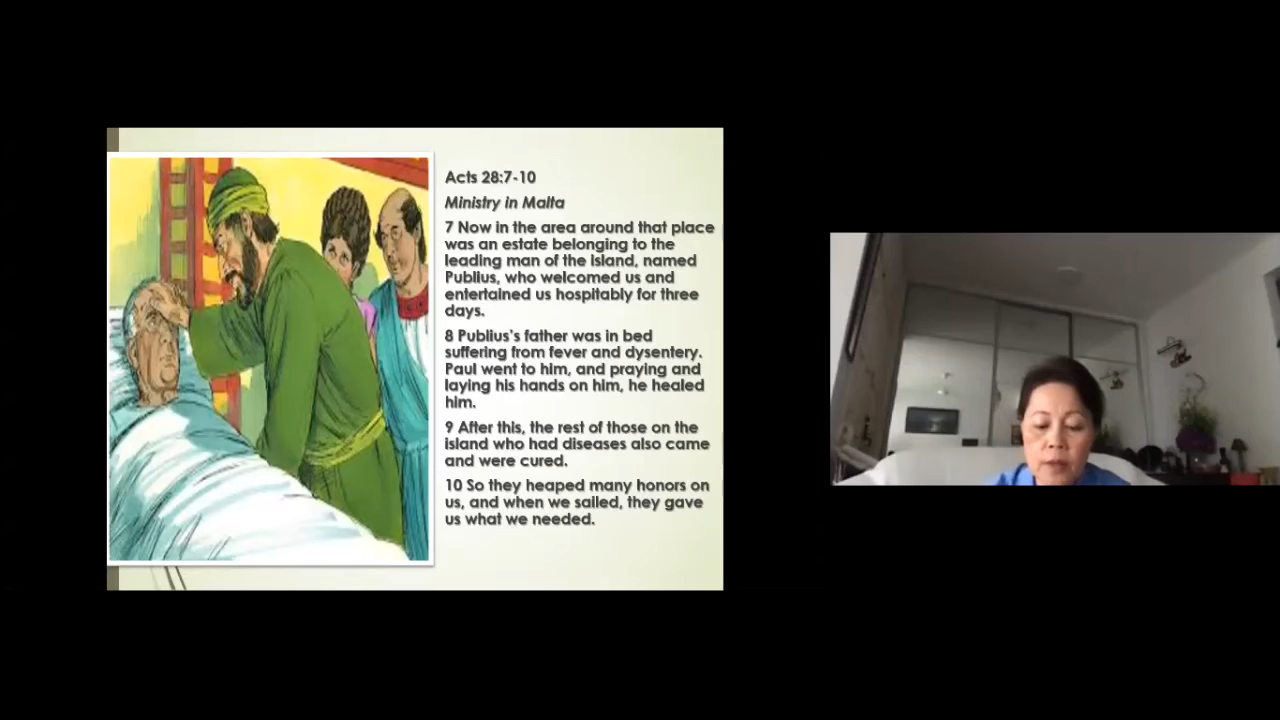 Acts 28:7-10
Ministry in Malta
7 Now in the area around that place
was an estate belonging to the
leading man of the island, named
Publius, who welcomed us and
entertained us hospitably for three
days.
8 Publius's father was in bed
suffering from fever and dysentery.
Paul went to him, and praying and
laying his hands on him, he healed
him.
9 After this, the rest of those on the
island who had diseases also came
and were cured.
10 So they heaped many honors on
us, and when we sailed, they gave
us what we needed.